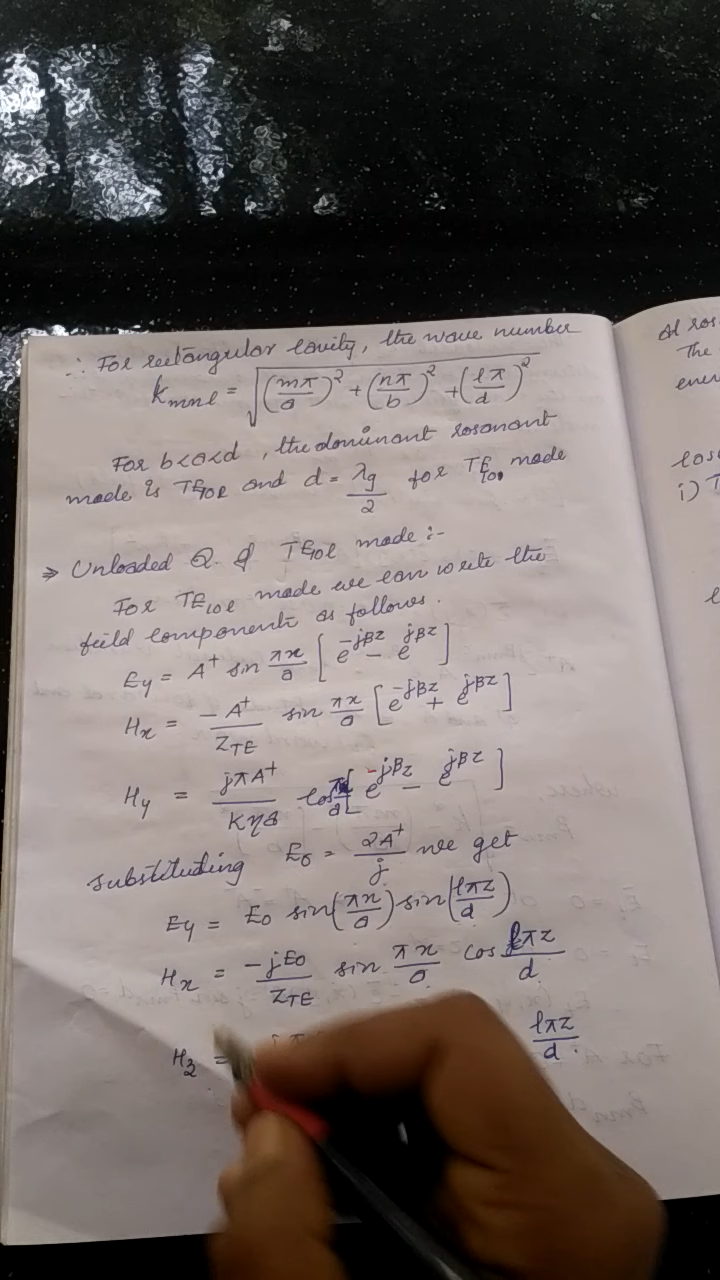 ∴ For rectangular cavity, the wave number
k_mnl = √((mπ/a)² + (nπ/b)² + (lπ/d)²)
For b<a<d, the dominant resonant
mode is TE₁₀l and d = λg/2 for TE₁₀₁ mode
⇒ Unloaded Q of TE₁₀l mode :-
For TE₁₀l mode we can write the
field components as follows.
Ey = A⁺ sin πx/a [e^-jβz - e^jβz]
Hx = -A⁺/Z_TE sin πx/a [e^-jβz + e^jβz]
Hy = jπA⁺/kηa cos πx/a [e^-jβz - e^jβz]
substituting E₀ = 2A⁺/j we get
Ey = E₀ sin(πx/a) sin(lπz/d)
Hx = -jE₀/Z_TE sin πx/a cos lπz/d
Hz = lπz/d.
At
The
i)